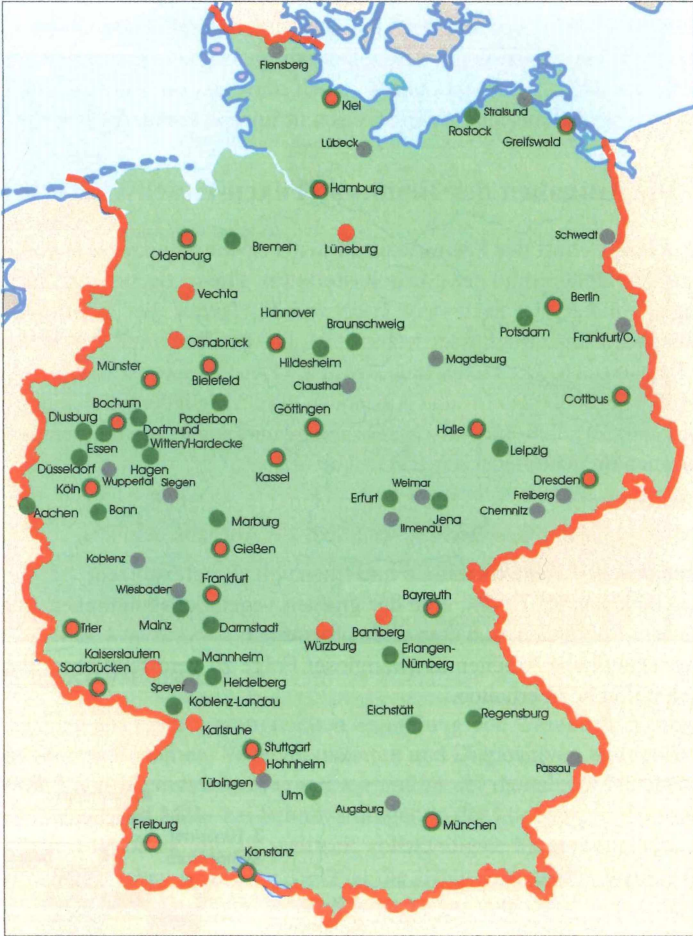 Flensberg
Kiel
Stralsund
Rostock
Greifswald
Lübeck
Hamburg
Schwedt
Oldenburg
Bremen
Lüneburg
Vechta
Berlin
Hannover
Potsdam
Frankfurt/O.
Braunschweig
Osnabrück
Hildesheim
Magdeburg
Münster
Bielefeld
Clausthal
Cottbus
Bochum
Paderborn
Göttingen
Diusburg
Dortmund
Halle
Essen
Witten/Hardecke
Leipzig
Düsseldorf
Hagen
Kassel
Wuppertal
Siegen
Dresden
Köln
Weimar
Freiberg
Erfurt
Aachen
Bonn
Jena
Chemnitz
Marburg
Ilmenau
Gießen
Koblenz
Frankfurt
Wiesbaden
Bayreuth
Trier
Mainz
Darmstadt
Bamberg
Würzburg
Kaiserslautern
Mannheim
Erlangen-
Nürnberg
Saarbrücken
Speyer
Heidelberg
Koblenz-Landau
Eichstätt
Regensburg
Karlsruhe
Stuttgart
Hohnheim
Passau
Tübingen
Ulm
Augsburg
Freiburg
München
Konstanz